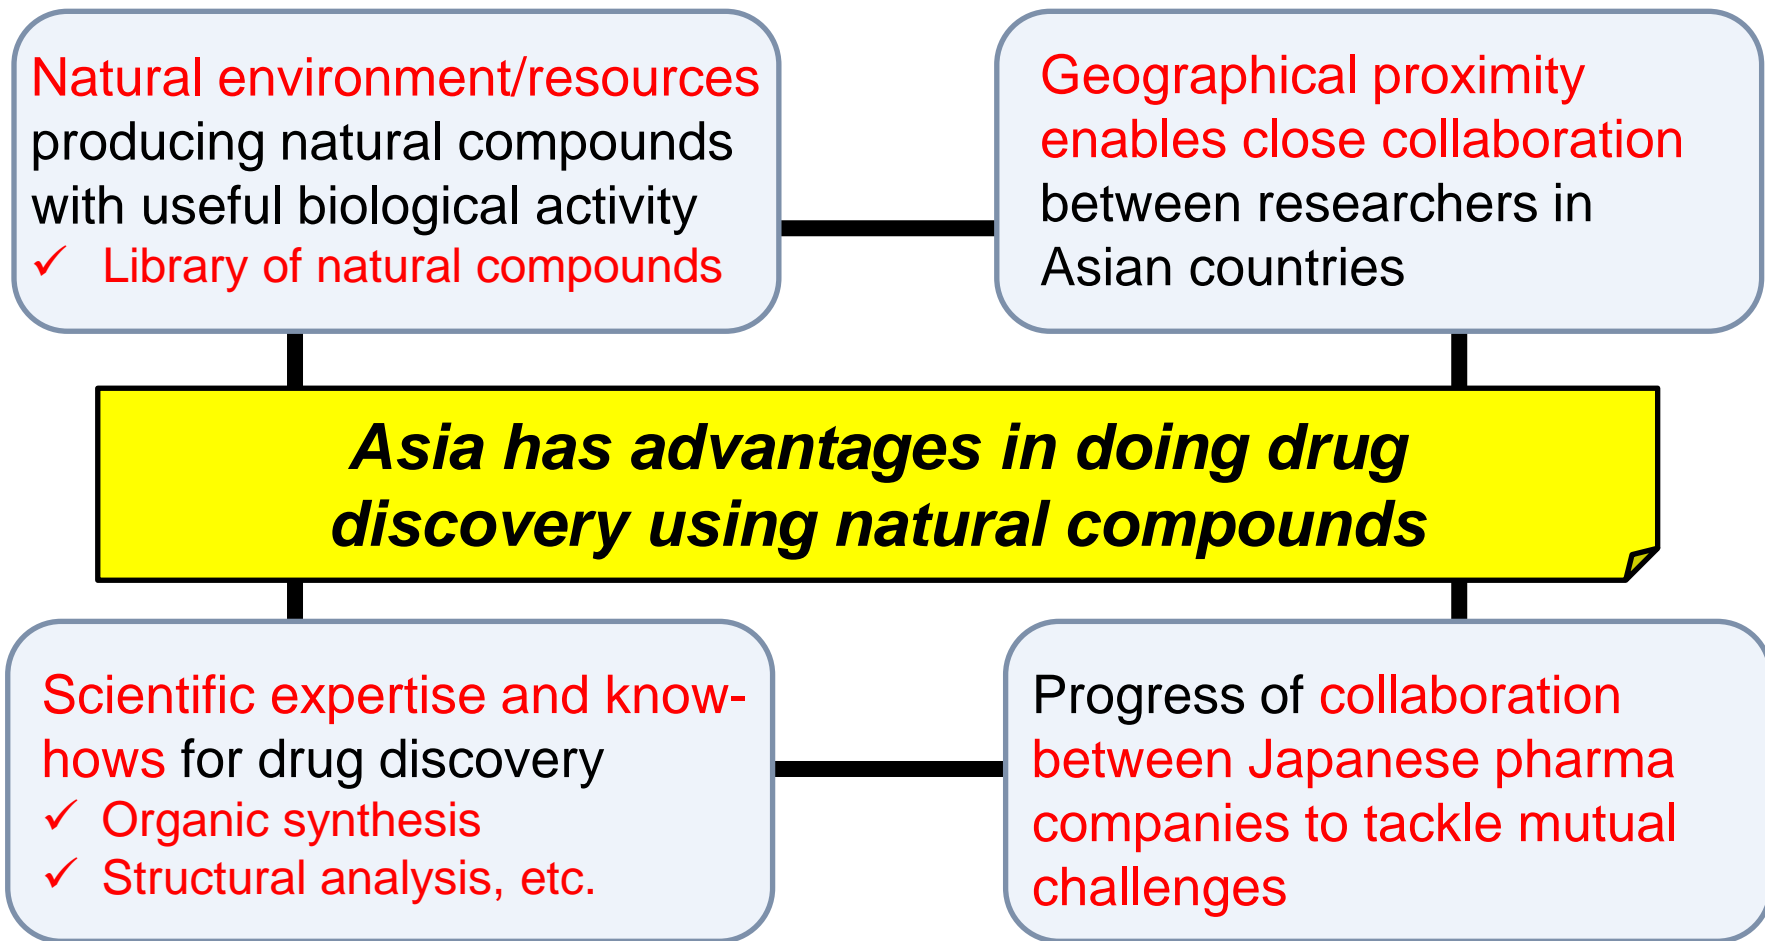 Natural environment/resources
producing natural compounds
with useful biological activity
✓ Library of natural compounds
Geographical proximity
enables close collaboration
between researchers in
Asian countries
Asia has advantages in doing drug
discovery using natural compounds
Scientific expertise and know-
hows for drug discovery
✓ Organic synthesis
✓ Structural analysis, etc.
Progress of collaboration
between Japanese pharma
companies to tackle mutual
challenges